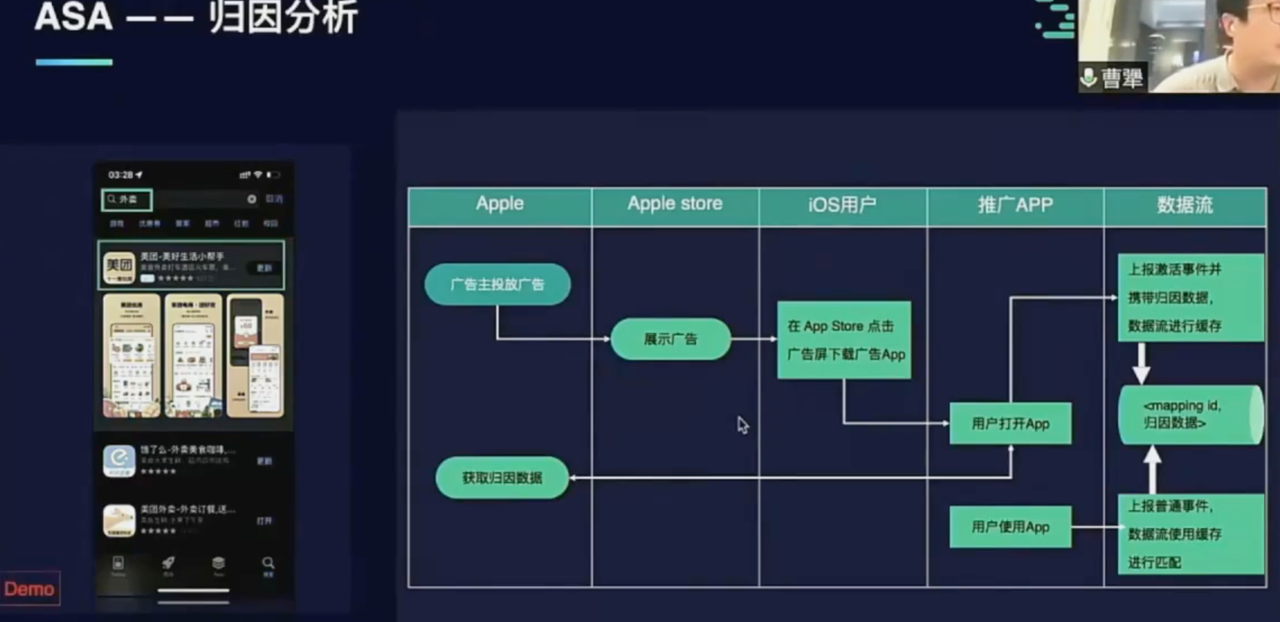 ASA —— 归因分析
曹犟
03:28
外卖
取消
美团-美好生活小帮手
美团
更新
饿了么-外卖美食咖啡,...
更新
美团外卖-外卖订餐,送...
打开
Demo
Apple
Apple store
iOS用户
推广APP
数据流
广告主投放广告
展示广告
在 App Store 点击
广告屏下载广告App
用户打开App
获取归因数据
用户使用App
上报激活事件并
携带归因数据,
数据流进行缓存
<mapping id,
归因数据>
上报普通事件,
数据流使用缓存
进行匹配